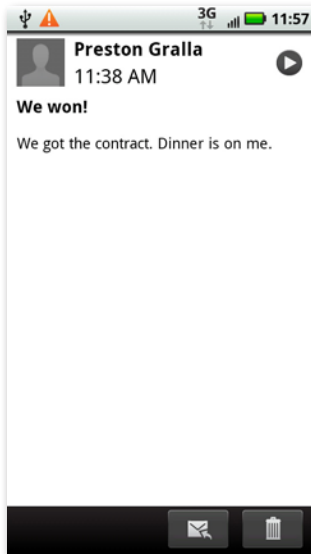 3G 11:57
Preston Gralla
11:38 AM
We won!
We got the contract. Dinner is on me.